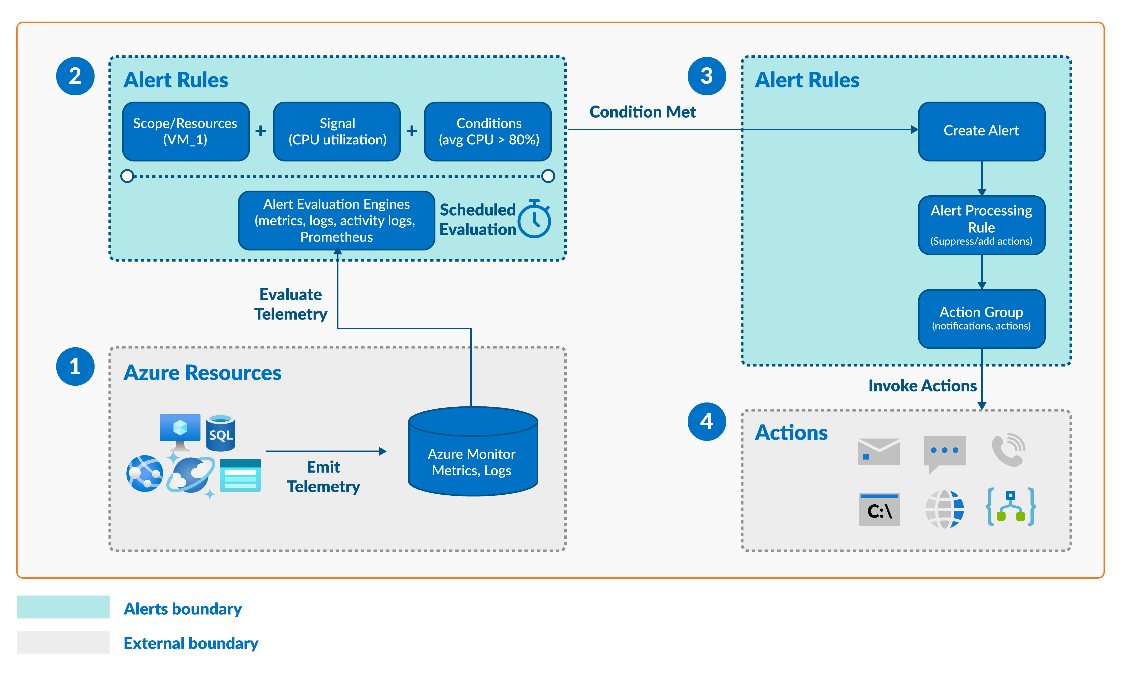 2
Alert Rules
Scope/Resources
(VM_1)
+
Signal
(CPU utilization)
+
Conditions
(avg CPU > 80%)
Alert Evaluation Engines
(metrics, logs, activity logs,
Prometheus
Scheduled
Evaluation
Condition Met
3
Alert Rules
Create Alert
Alert Processing
Rule
(Suppress/add actions)
Action Group
(notifications, actions)
Evaluate
Telemetry
1
Azure Resources
SQL
Emit
Telemetry
Azure Monitor
Metrics, Logs
Invoke Actions
4
Actions
C:\
Alerts boundary
External boundary